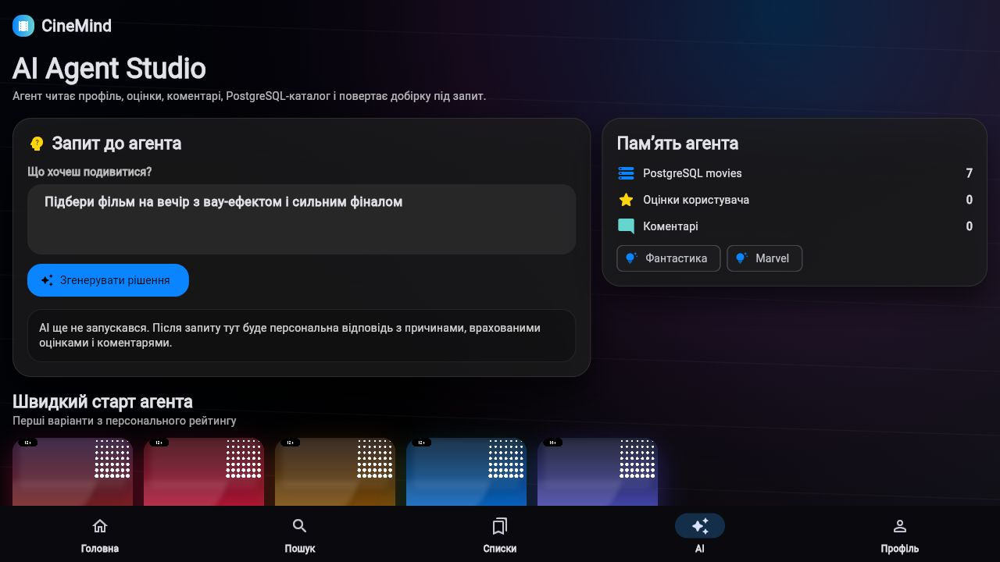 CineMind
AI Agent Studio
Агент читає профіль, оцінки, коментарі, PostgreSQL-каталог і повертає добірку під запит.
Запит до агента
Що хочеш подивитися?
Підбери фільм на вечір з вау-ефектом і сильним фіналом
Згенерувати рішення
AI ще не запускався. Після запиту тут буде персональна відповідь з причинами, врахованими
оцінками і коментарями.
Пам’ять агента
PostgreSQL movies 7
Оцінки користувача 0
Коментарі 0
Фантастика Marvel
Швидкий старт агента
Перші варіанти з персонального рейтингу
12+ 12+ 12+ 12+ 16+
Головна Пошук Списки AI Профіль